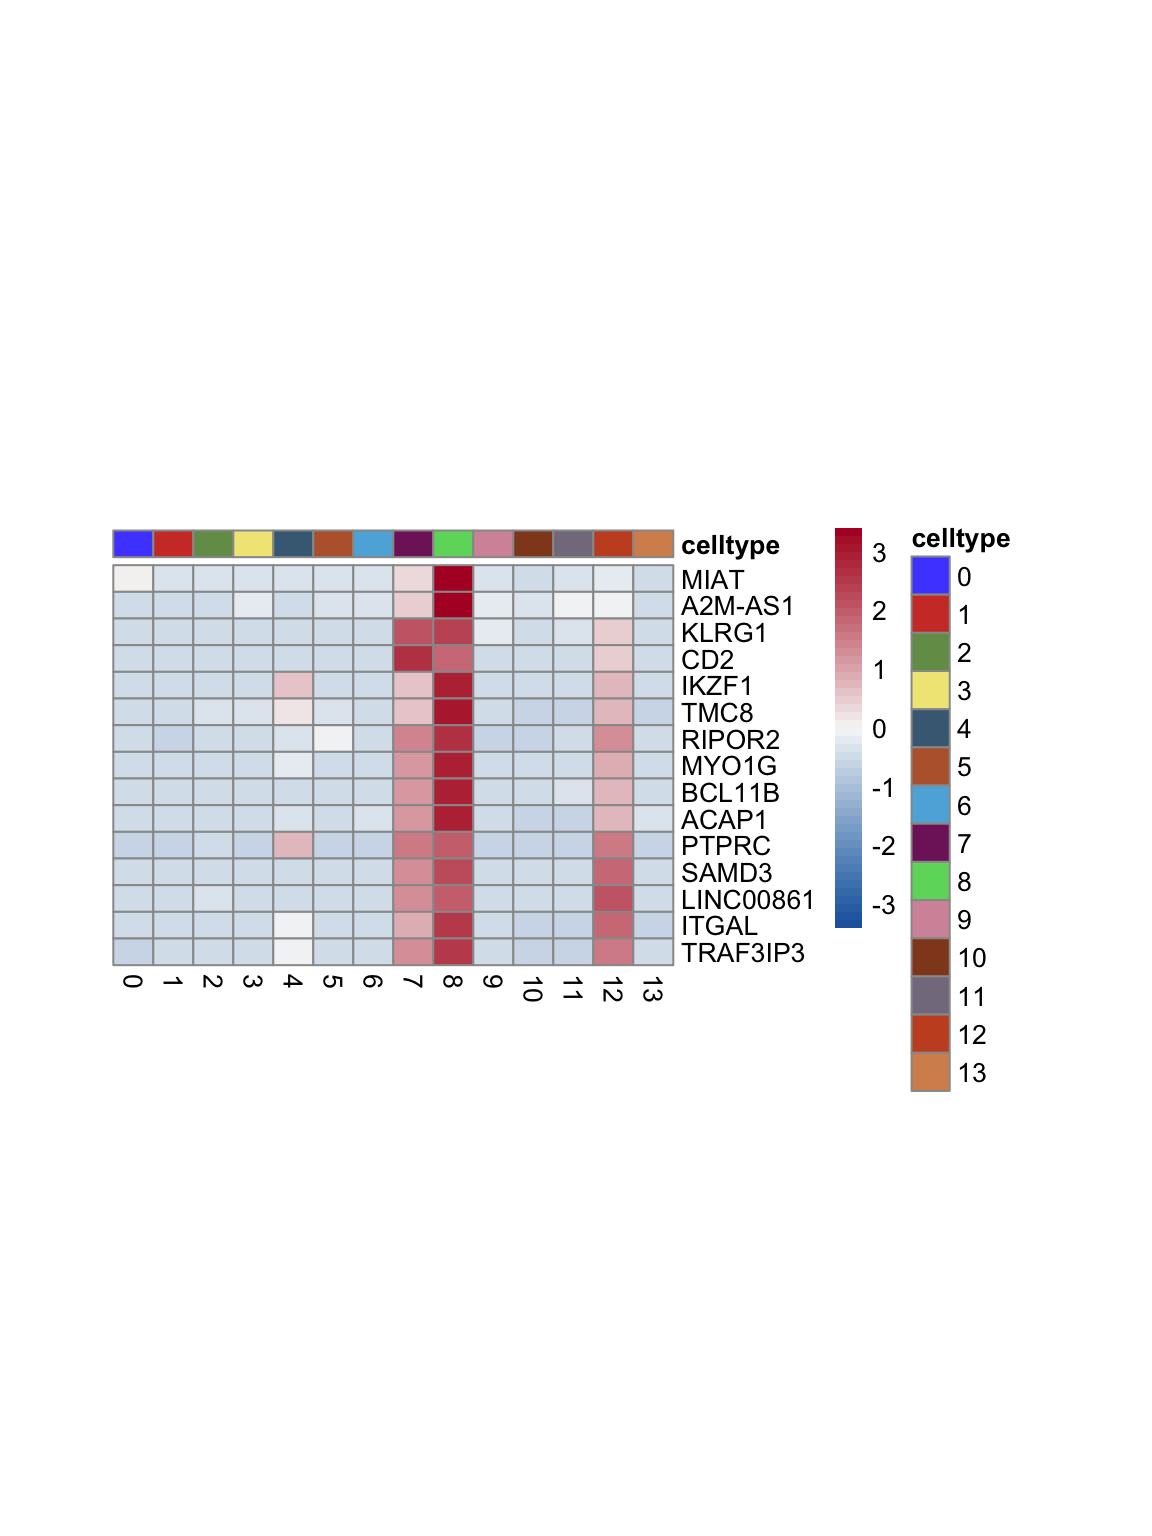 celltype
MIAT
A2M-AS1
KLRG1
CD2
IKZF1
TMC8
RIPOR2
MYO1G
BCL11B
ACAP1
PTPRC
SAMD3
LINC00861
ITGAL
TRAF3IP3
0 1 2 3 4 5 6 7 8 9 10 11 12 13
3
2
1
0
-1
-2
-3
celltype
0
1
2
3
4
5
6
7
8
9
10
11
12
13